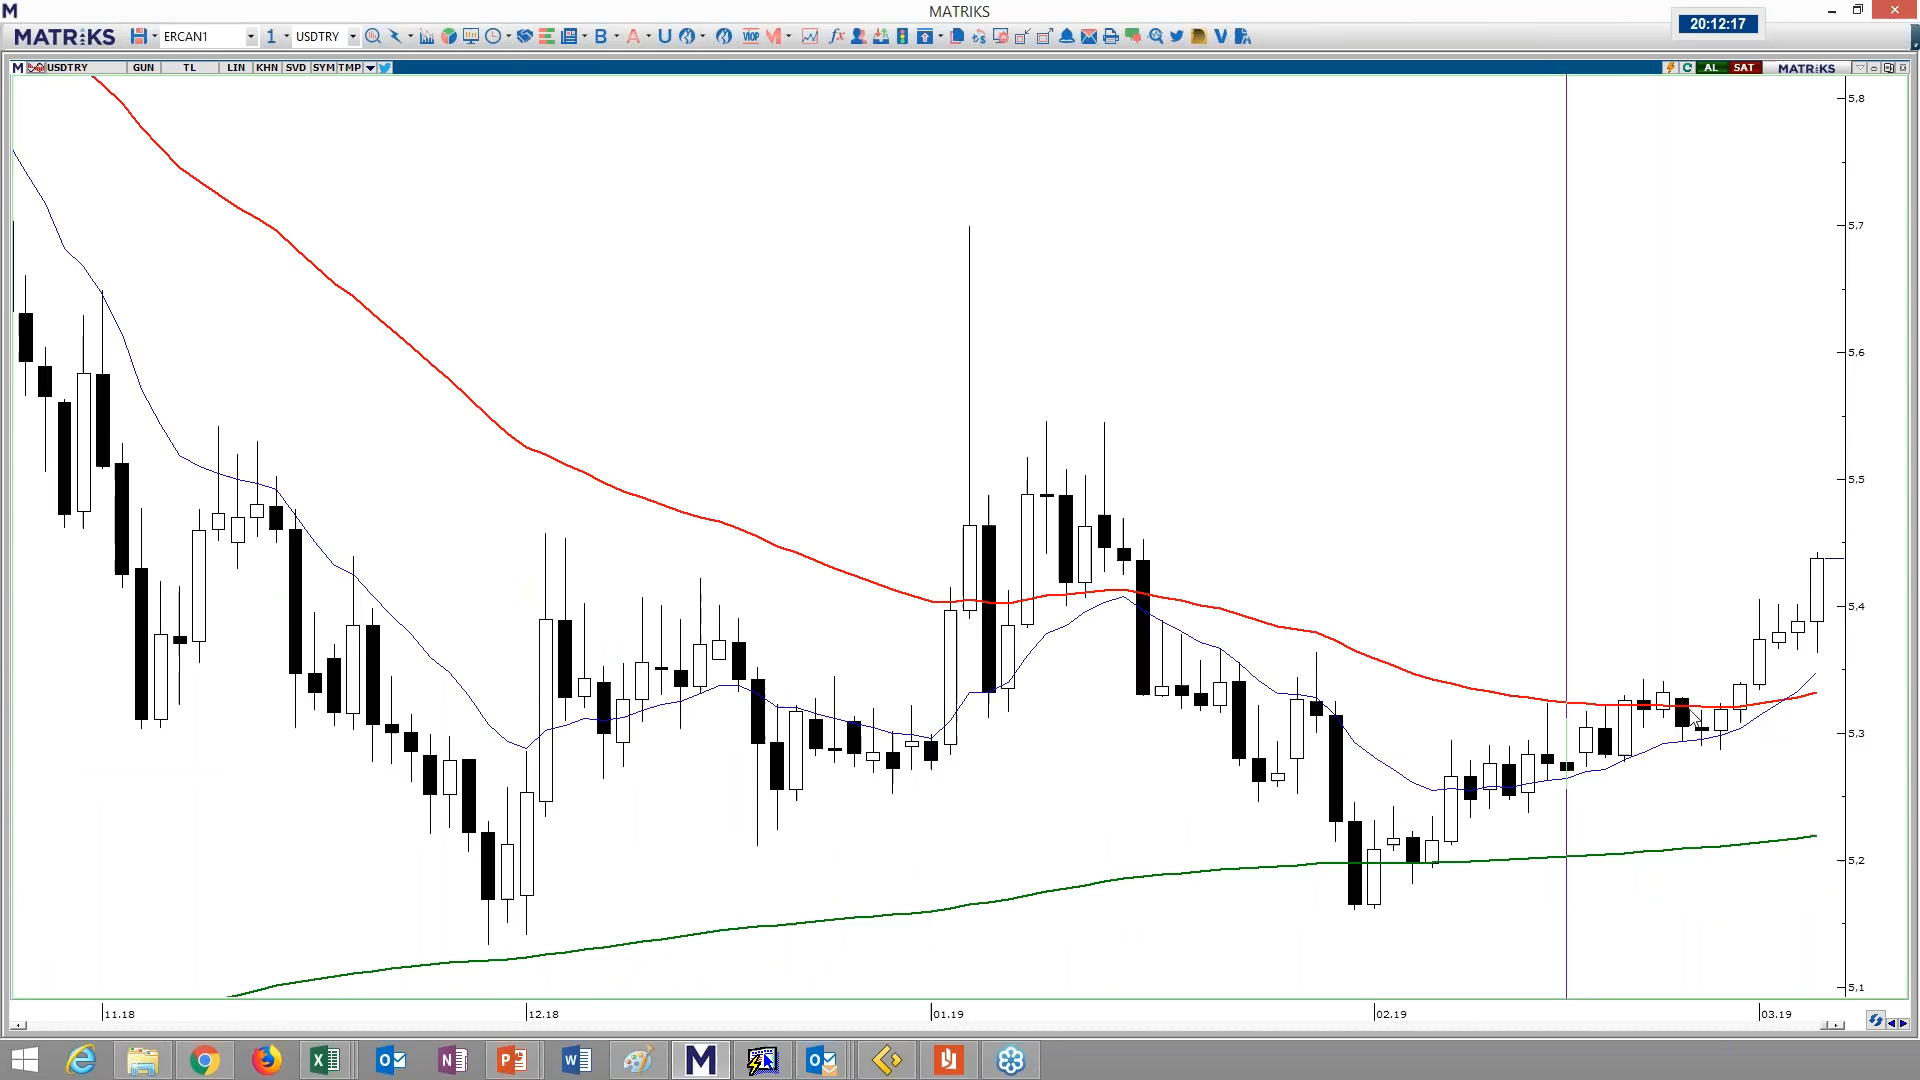 MATRIKS
20:12:17
MATRIKS ERCAN1 1 USDTRY B A U VIOP M fx V
M USDTRY GUN TL LIN KHN SVD SYM TMP AL SAT MATRIKS
5,8
5,7
5,6
5,5
5,4
5,3
5,2
5,1
11.18 12.18 01.19 02.19 03.19